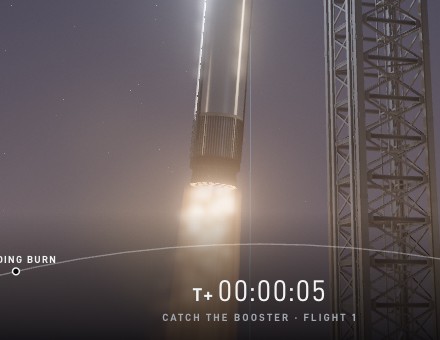 DING BURN
T+ 00:00:05
CATCH THE BOOSTER · FLIGHT 1